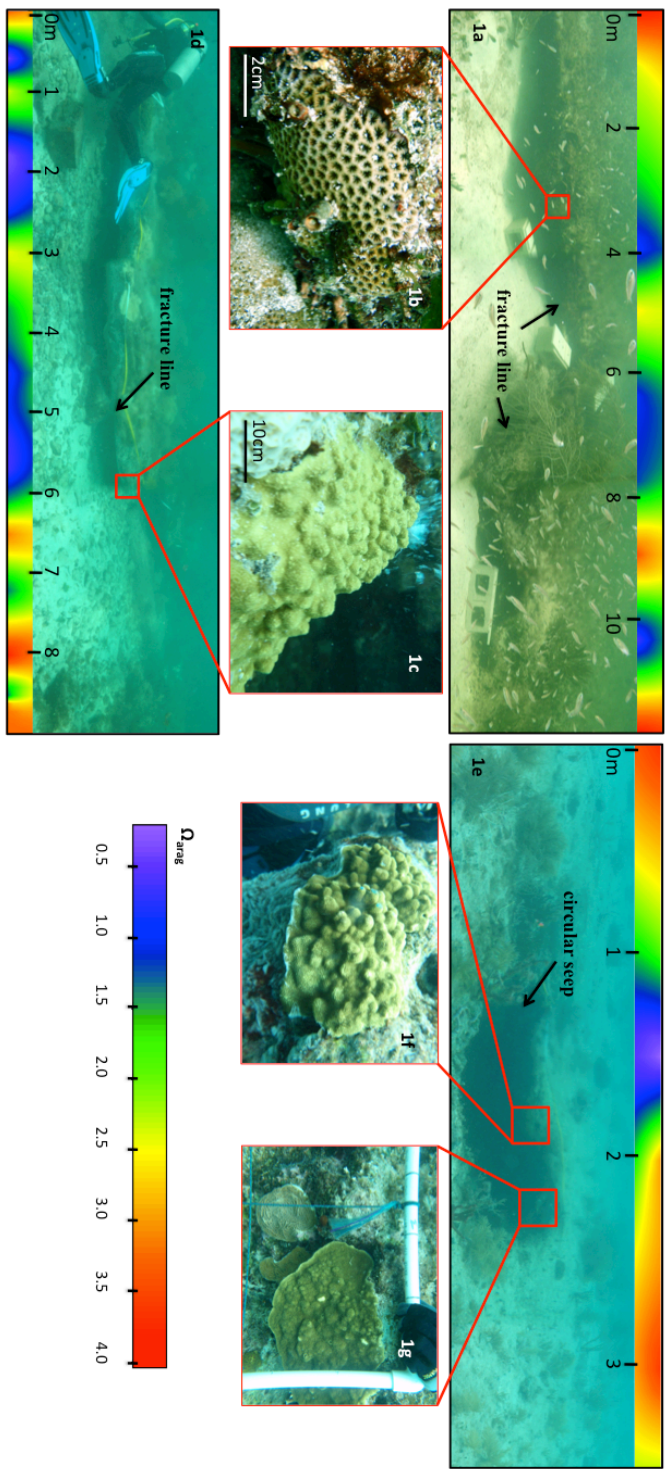 0m 2 4 6 8 10
1a
fracture line
0m 1 2 3
1e
circular seep
1b
2cm
1c
10cm
1f
LUNG
1g
1d
fracture line
0m 1 2 3 4 5 6 7 8
Ωarag
0.5 1.0 1.5 2.0 2.5 3.0 3.5 4.0